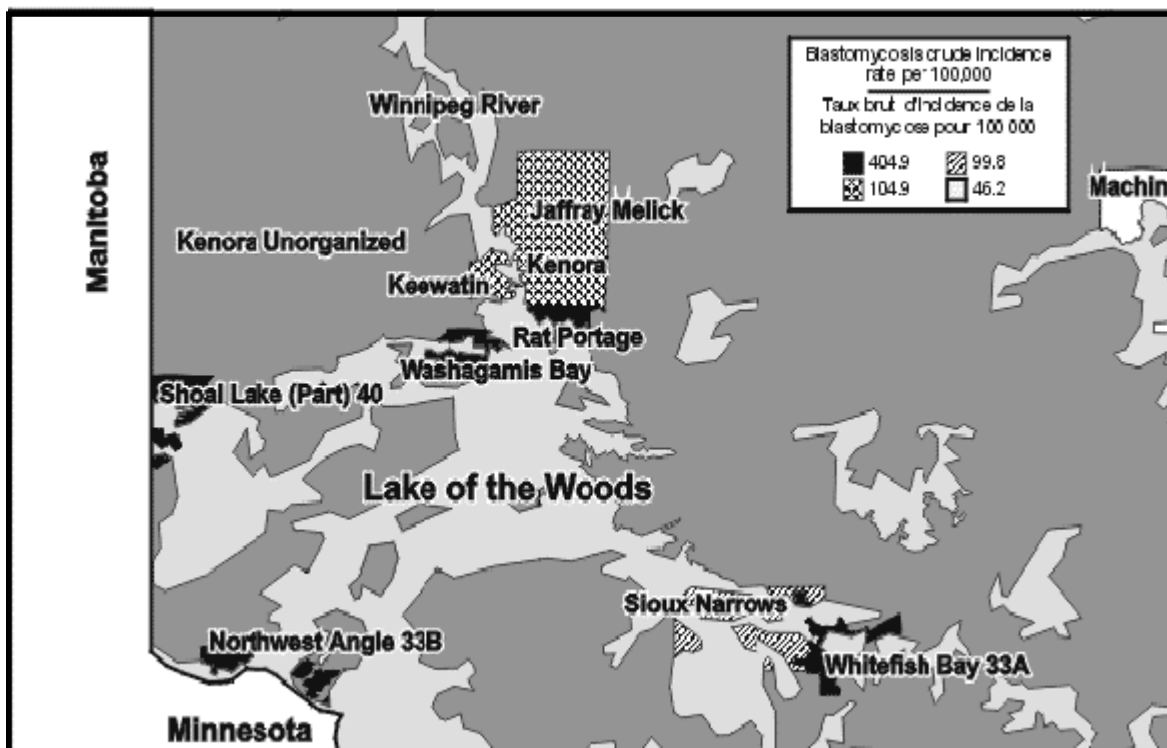 Blastomycosis crude incidence
rate per 100,000
Taux brut d'incidence de la
blastomycose pour 100 000
404.9
99.8
104.9
46.2
Winnipeg River
Machin
Jaffray Melick
Manitoba
Kenora Unorganized
Kenora
Keewatin
Rat Portage
Washagamis Bay
Shoal Lake (Part) 40
Lake of the Woods
Sioux Narrows
Northwest Angle 33B
Whitefish Bay 33A
Minnesota